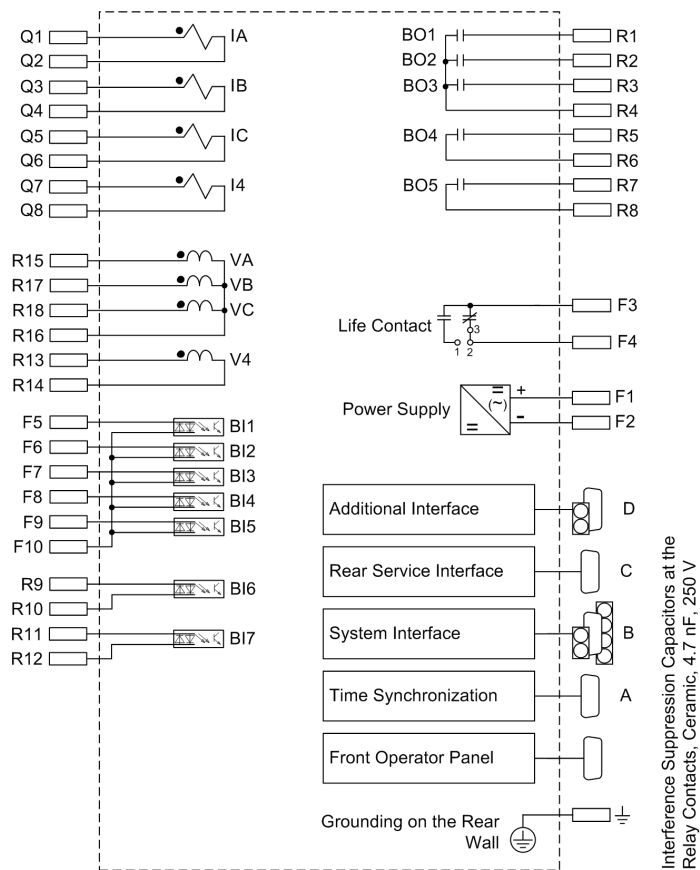 Q1 IA BO1 R1
Q2 BO2 R2
Q3 IB BO3 R3
Q4 R4
Q5 IC BO4 R5
Q6 R6
Q7 I4 BO5 R7
Q8 R8
R15 VA
R17 VB
R18 VC
R16
R13 V4
R14
Life Contact 1 2 3 F3
F4
Power Supply = (~) = + - F1
F2
F5 BI1
F6 BI2
F7 BI3
F8 BI4
F9 BI5
F10
R9 BI6
R10
R11 BI7
R12
Additional Interface D
Rear Service Interface C
System Interface B
Time Synchronization A
Front Operator Panel
Grounding on the Rear
Wall
Interference Suppression Capacitors at the
Relay Contacts, Ceramic, 4.7 nF, 250 V